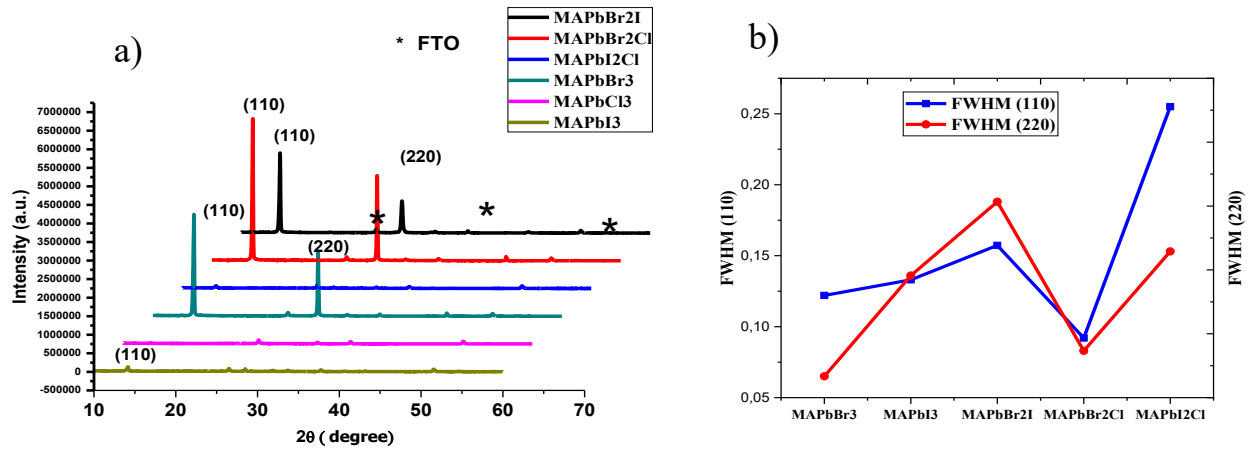 a)
* FTO
MAPbBr2I
MAPbBr2Cl
MAPbI2Cl
MAPbBr3
MAPbCl3
MAPbI3
(110)
(110)
(220)
(110)
(220)
(110)
*
*
*
Intensity (a.u.)
7000000
6500000
6000000
5500000
5000000
4500000
4000000
3500000
3000000
2500000
2000000
1500000
1000000
500000
0
-500000
10 20 30 40 50 60 70
2θ ( degree)
b)
FWHM (110)
FWHM (220)
FWHM (110)
0,25
0,20
0,15
0,10
0,05
MAPbBr3 MAPbI3 MAPbBr2I MAPbBr2Cl MAPbI2Cl
FWHM (220)